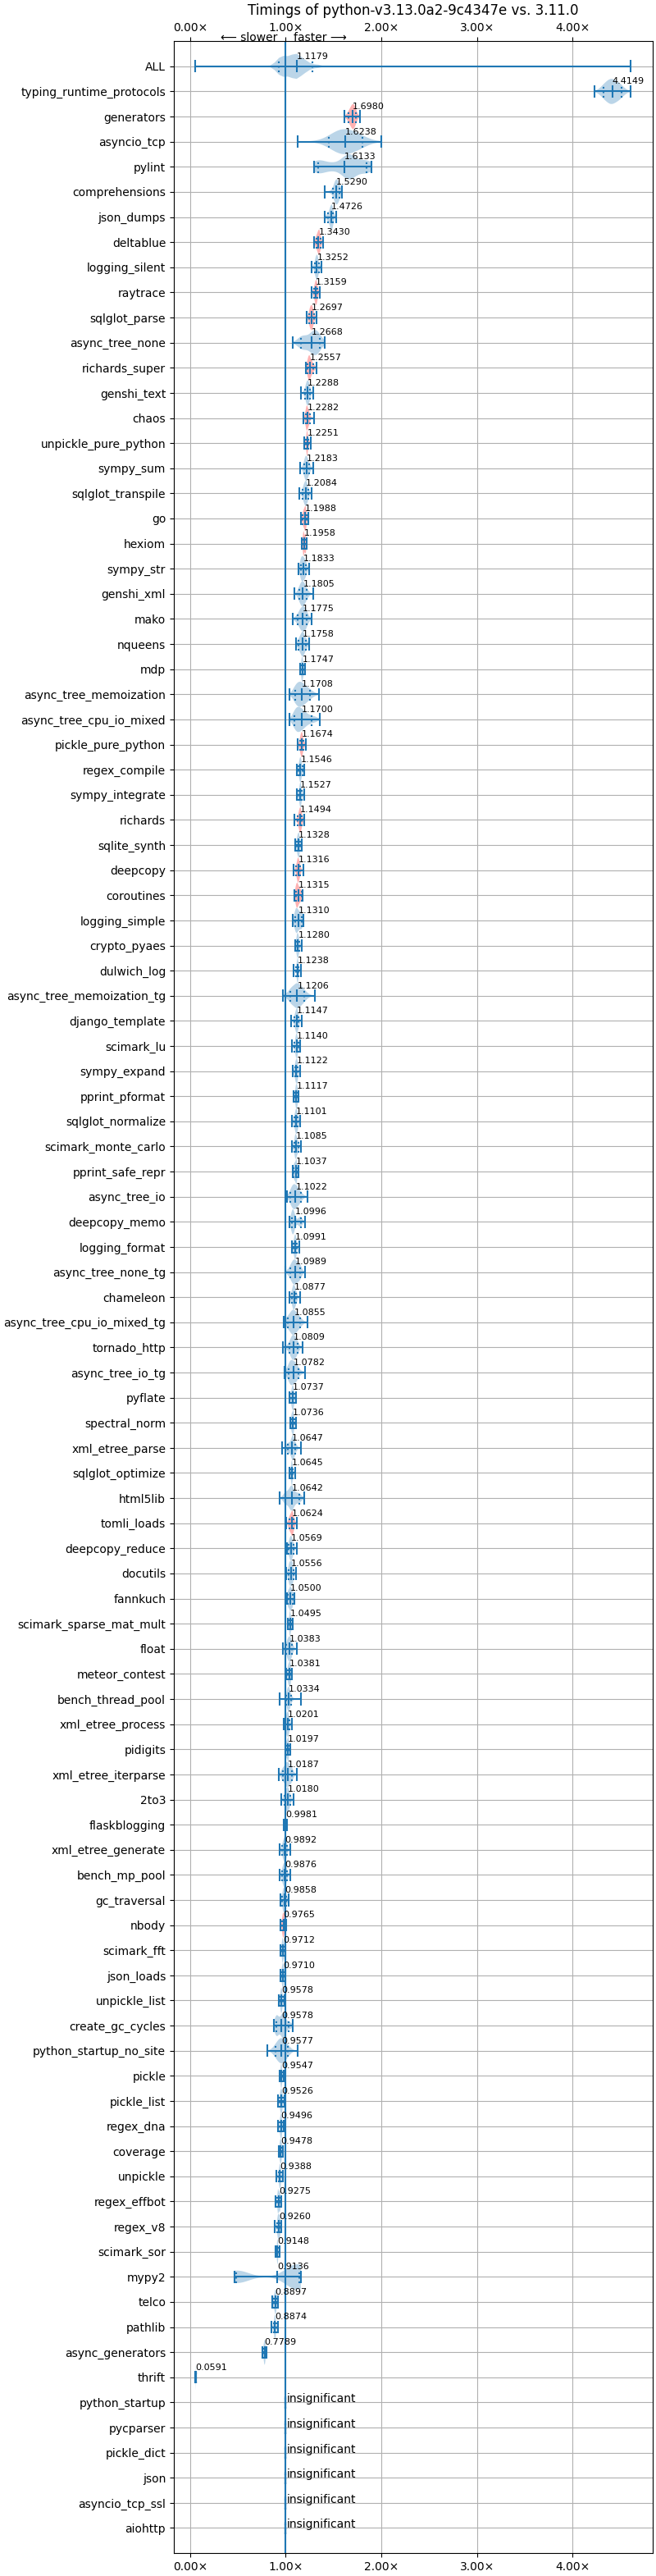 Timings of python-v3.13.0a2-9c4347e vs. 3.11.0
0.00× 1.00× 2.00× 3.00× 4.00×
⟵ slower faster ⟶
ALL 1.1179
typing_runtime_protocols 4.4149
generators 1.6980
asyncio_tcp 1.6238
pylint 1.6133
comprehensions 1.5290
json_dumps 1.4726
deltablue 1.3430
logging_silent 1.3252
raytrace 1.3159
sqlglot_parse 1.2697
async_tree_none 1.2668
richards_super 1.2557
genshi_text 1.2288
chaos 1.2282
unpickle_pure_python 1.2251
sympy_sum 1.2183
sqlglot_transpile 1.2084
go 1.1988
hexiom 1.1958
sympy_str 1.1833
genshi_xml 1.1805
mako 1.1775
nqueens 1.1758
mdp 1.1747
async_tree_memoization 1.1708
async_tree_cpu_io_mixed 1.1700
pickle_pure_python 1.1674
regex_compile 1.1546
sympy_integrate 1.1527
richards 1.1494
sqlite_synth 1.1328
deepcopy 1.1316
coroutines 1.1315
logging_simple 1.1310
crypto_pyaes 1.1280
dulwich_log 1.1238
async_tree_memoization_tg 1.1206
django_template 1.1147
scimark_lu 1.1140
sympy_expand 1.1122
pprint_pformat 1.1117
sqlglot_normalize 1.1101
scimark_monte_carlo 1.1085
pprint_safe_repr 1.1037
async_tree_io 1.1022
deepcopy_memo 1.0996
logging_format 1.0991
async_tree_none_tg 1.0989
chameleon 1.0877
async_tree_cpu_io_mixed_tg 1.0855
tornado_http 1.0809
async_tree_io_tg 1.0782
pyflate 1.0737
spectral_norm 1.0736
xml_etree_parse 1.0647
sqlglot_optimize 1.0645
html5lib 1.0642
tomli_loads 1.0624
deepcopy_reduce 1.0569
docutils 1.0556
fannkuch 1.0500
scimark_sparse_mat_mult 1.0495
float 1.0383
meteor_contest 1.0381
bench_thread_pool 1.0334
xml_etree_process 1.0201
pidigits 1.0197
xml_etree_iterparse 1.0187
2to3 1.0180
flaskblogging 0.9981
xml_etree_generate 0.9892
bench_mp_pool 0.9876
gc_traversal 0.9858
nbody 0.9765
scimark_fft 0.9712
json_loads 0.9710
unpickle_list 0.9578
create_gc_cycles 0.9578
python_startup_no_site 0.9577
pickle 0.9547
pickle_list 0.9526
regex_dna 0.9496
coverage 0.9478
unpickle 0.9388
regex_effbot 0.9275
regex_v8 0.9260
scimark_sor 0.9148
mypy2 0.9136
telco 0.8897
pathlib 0.8874
async_generators 0.7789
thrift 0.0591
python_startup insignificant
pycparser insignificant
pickle_dict insignificant
json insignificant
asyncio_tcp_ssl insignificant
aiohttp insignificant
0.00× 1.00× 2.00× 3.00× 4.00×